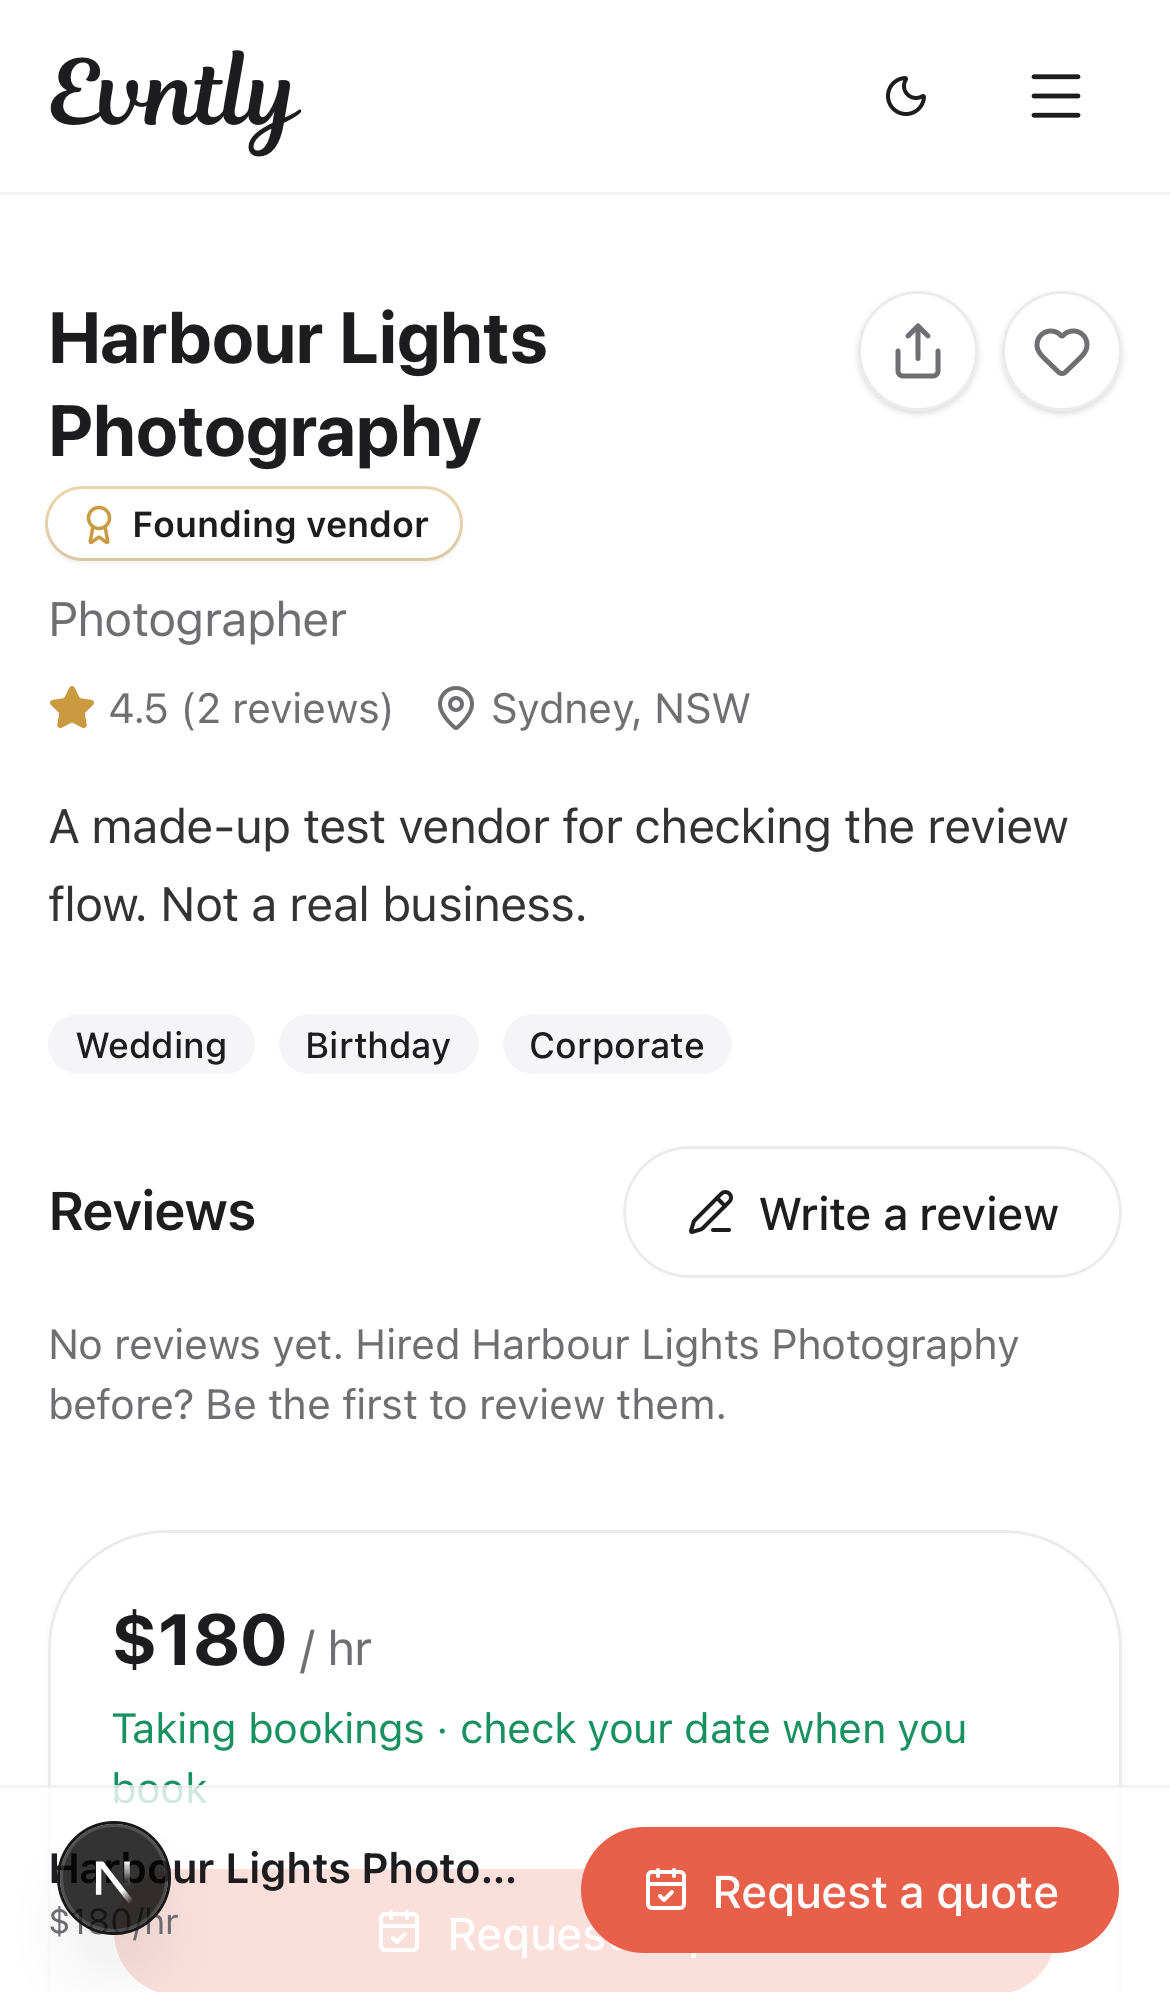 Evntly
Harbour Lights
Photography
Founding vendor
Photographer
4.5 (2 reviews) Sydney, NSW
A made-up test vendor for checking the review
flow. Not a real business.
Wedding Birthday Corporate
Reviews Write a review
No reviews yet. Hired Harbour Lights Photography
before? Be the first to review them.
$180 / hr
Taking bookings · check your date when you
book
Harbour Lights Photo...
$180/hr
N
Request a quote